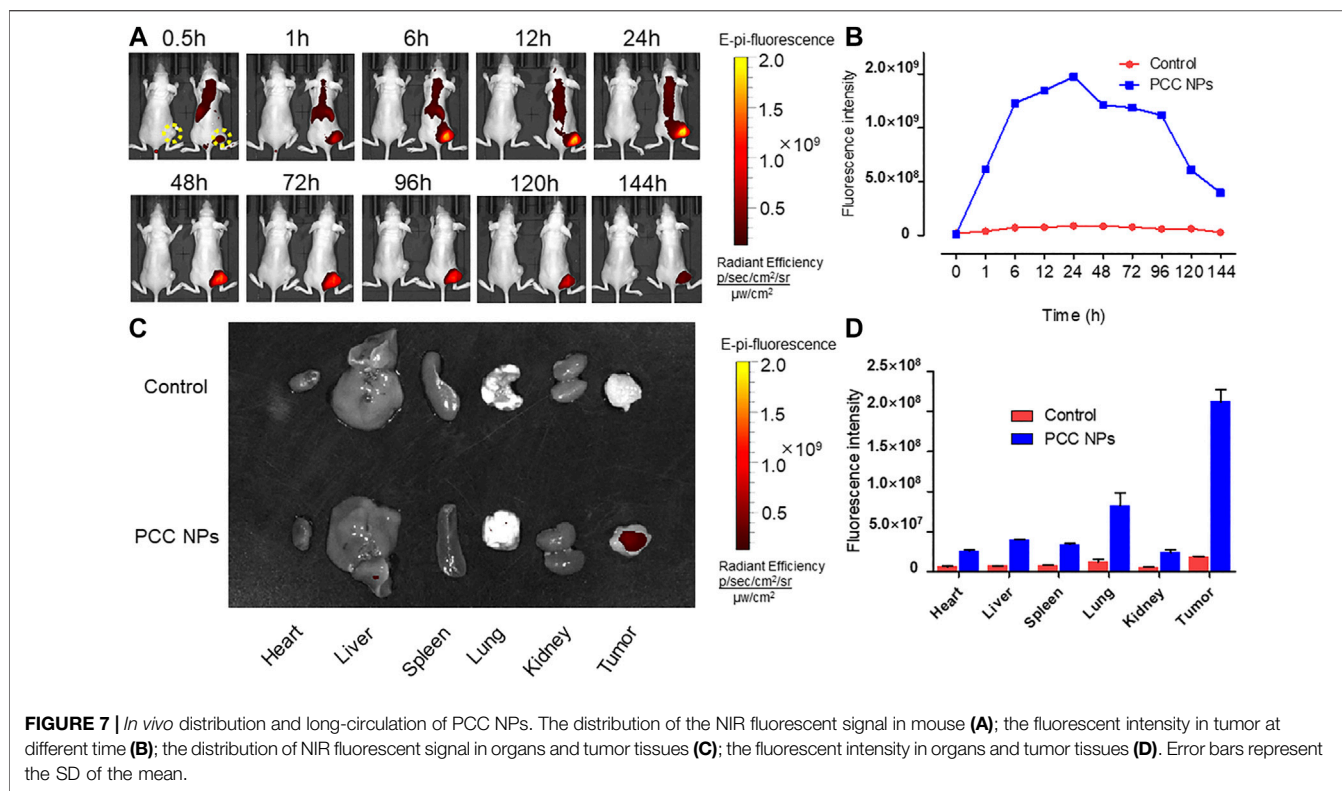 A
0.5h 1h 6h 12h 24h
48h 72h 96h 120h 144h
E-pi-fluorescence
2.0
1.5
×10⁹
1.0
0.5
Radiant Efficiency
p/sec/cm²/sr
µw/cm²
B
Control
PCC NPs
Fluorescence intensity
2.0×10⁹
1.0×10⁹
5.0×10⁸
0
0 1 6 12 24 48 72 96 120 144
Time (h)
C
Control
PCC NPs
Heart Liver Spleen Lung Kidney Tumor
E-pi-fluorescence
2.0
1.5
×10⁹
1.0
0.5
Radiant Efficiency
p/sec/cm²/sr
µw/cm²
D
Control
PCC NPs
Fluorescence intensity
2.5×10⁸
2.0×10⁸
1.0×10⁸
5.0×10⁷
0
Heart Liver Spleen Lung Kidney Tumor
FIGURE 7 | In vivo distribution and long-circulation of PCC NPs. The distribution of the NIR fluorescent signal in mouse (A); the fluorescent intensity in tumor at
different time (B); the distribution of NIR fluorescent signal in organs and tumor tissues (C); the fluorescent intensity in organs and tumor tissues (D). Error bars represent
the SD of the mean.